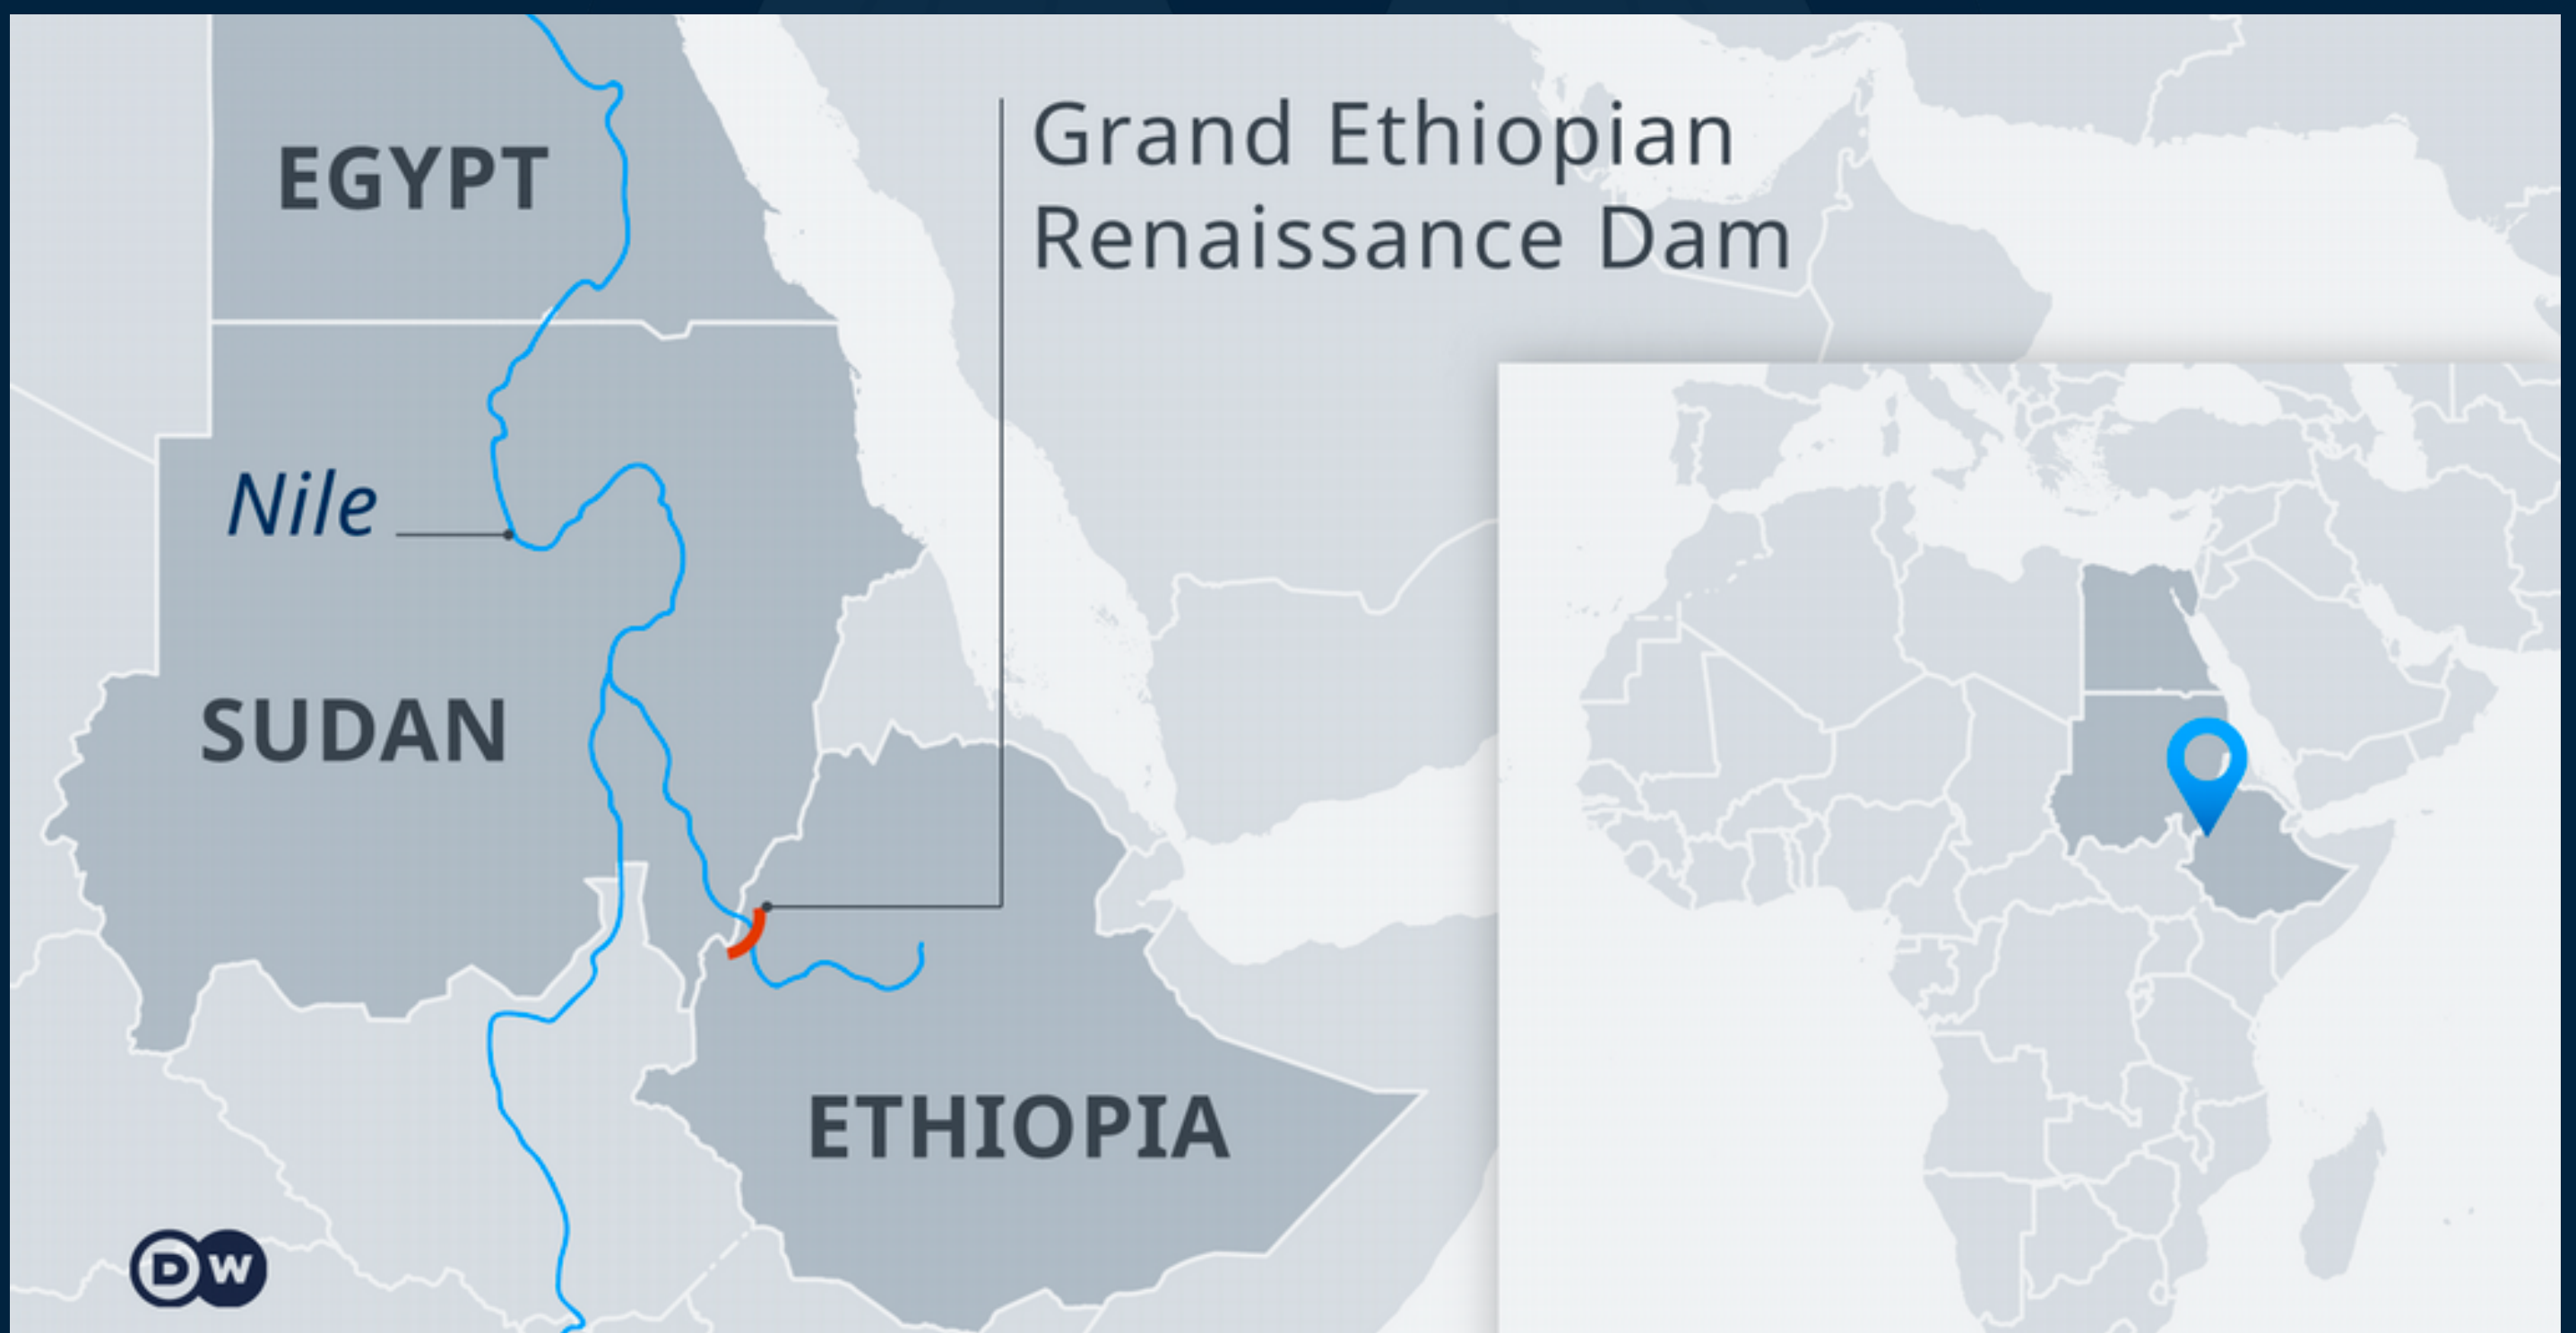 EGYPT
Grand Ethiopian
Renaissance Dam
Nile
SUDAN
ETHIOPIA
DW